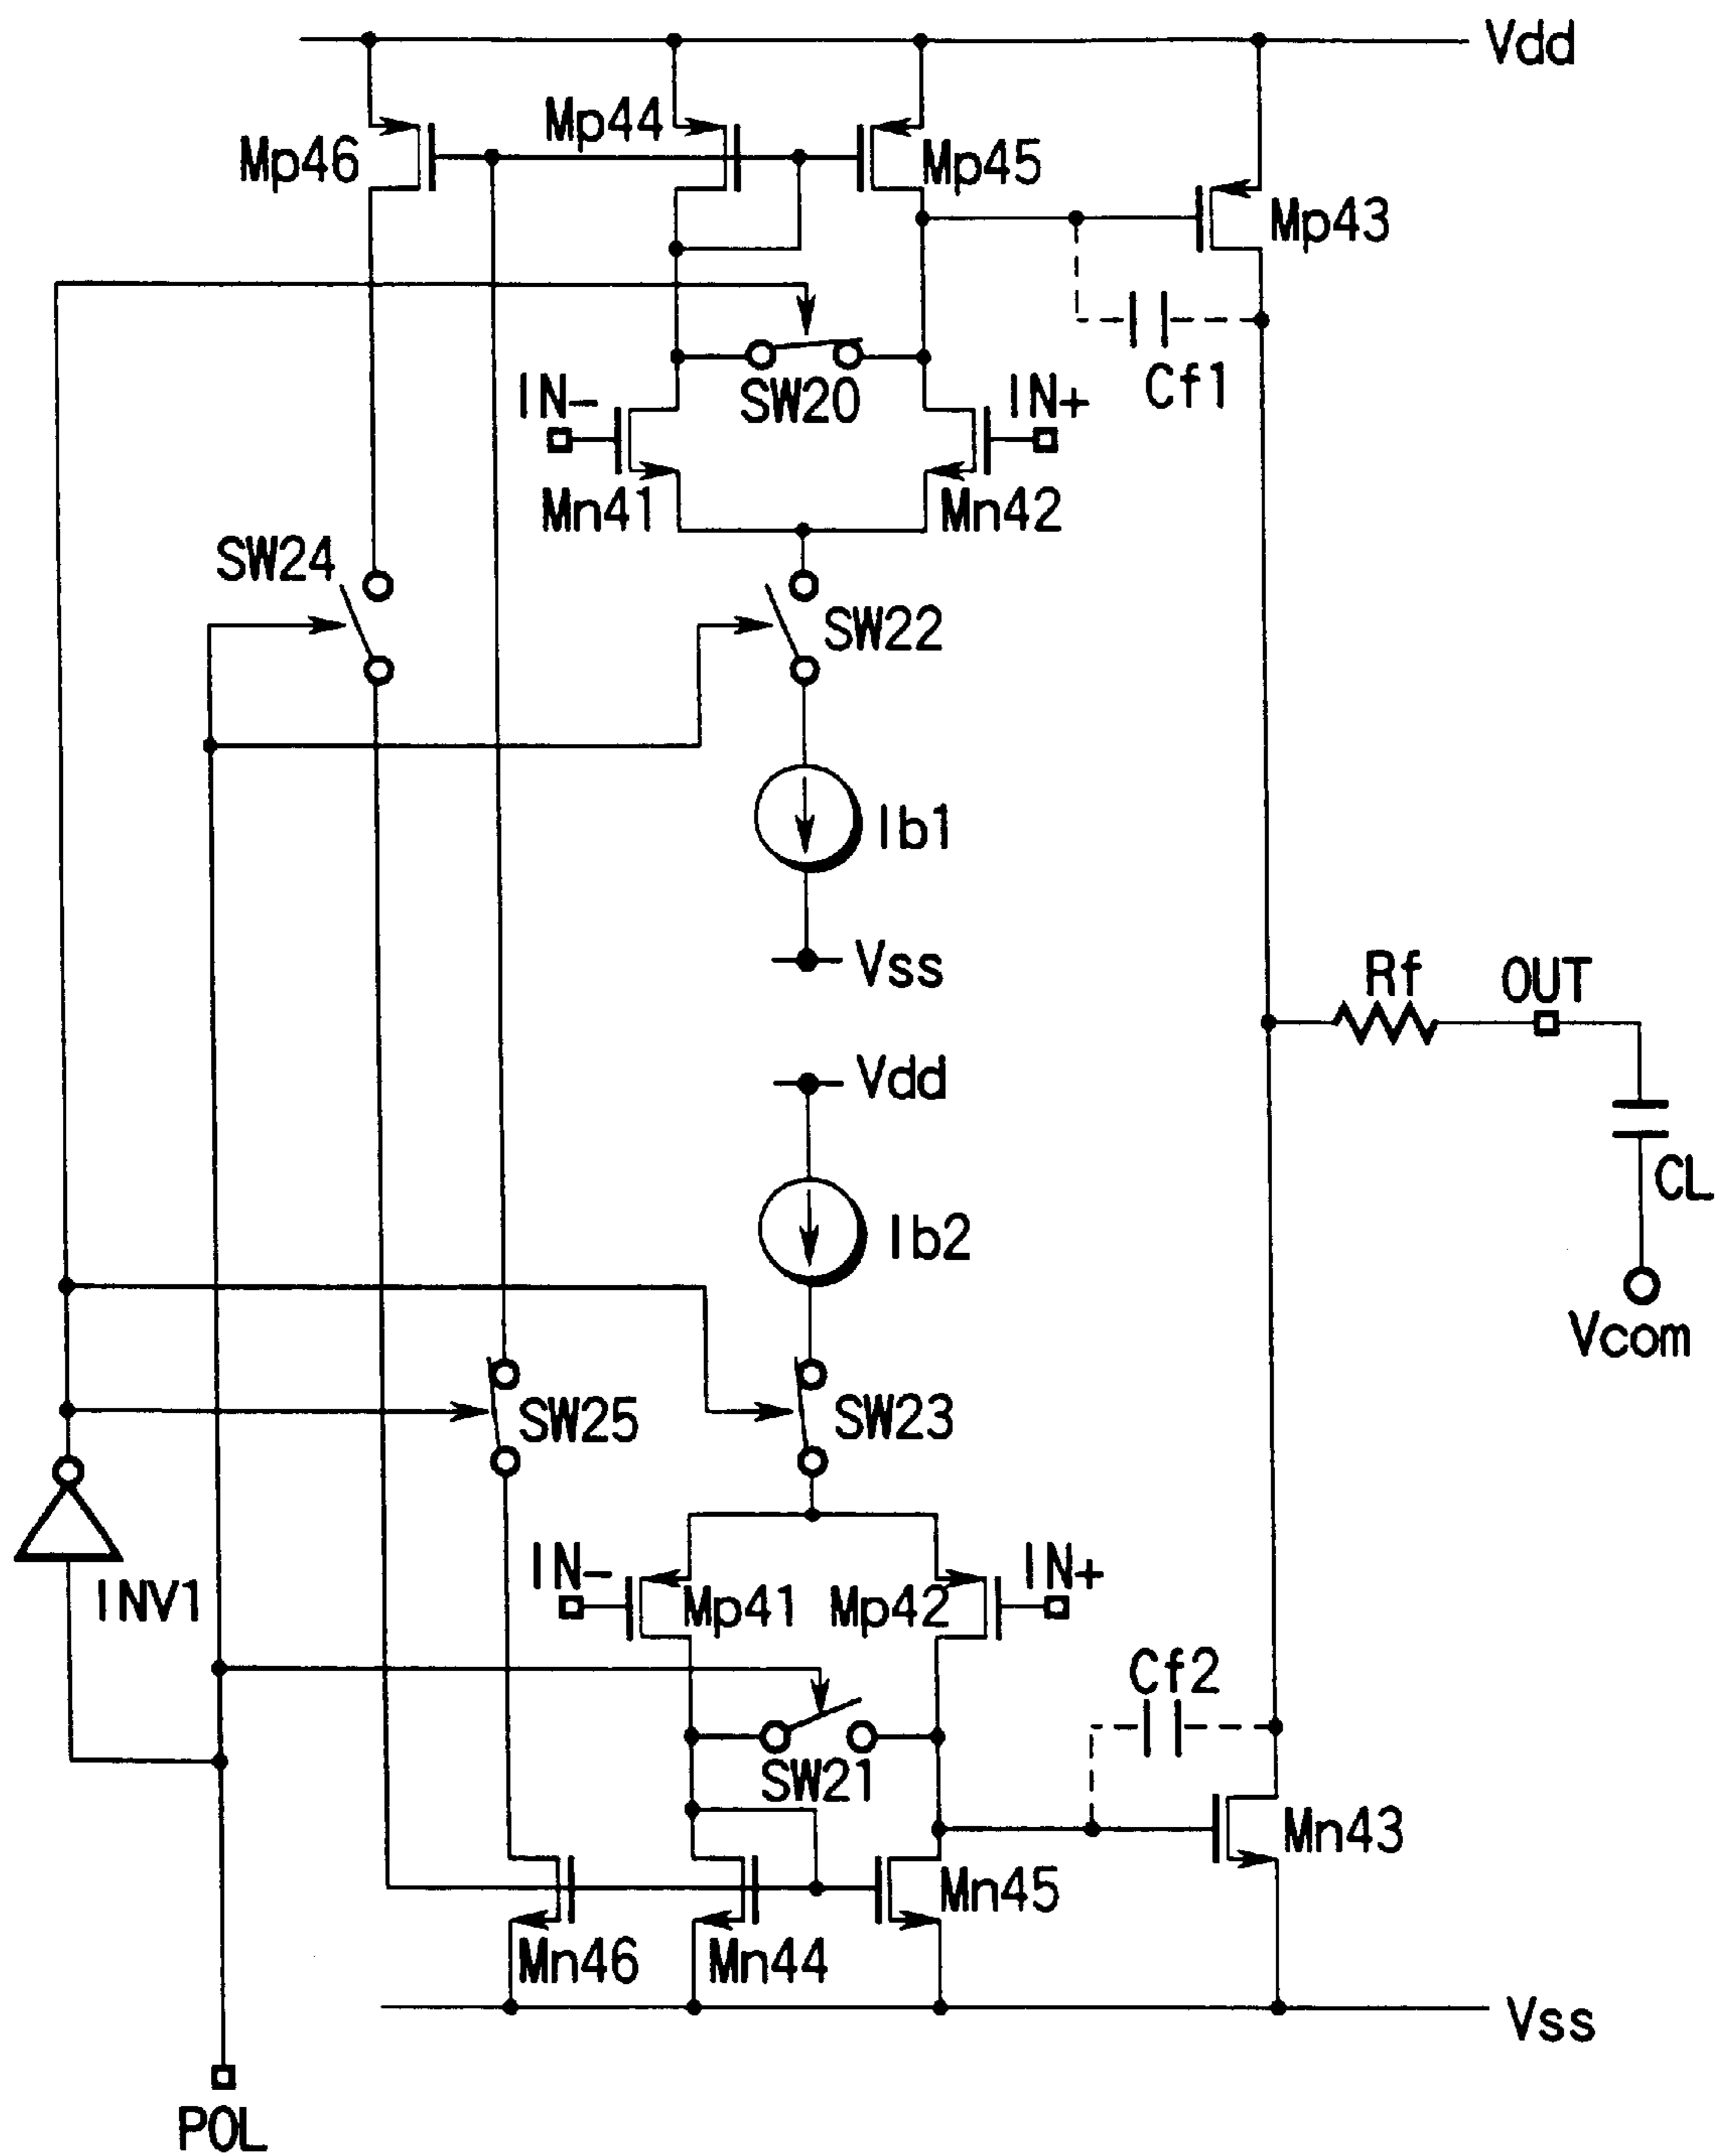 Vdd
Mp44
Mp46
Mp45
Mp43
Cf1
IN-
SW20
IN+
Mn41
Mn42
SW24
SW22
Ib1
Vss
Rf
OUT
Vdd
CL
Ib2
Vcom
SW25
SW23
IN-
IN+
INV1
Mp41
Mp42
Cf2
SW21
Mn43
Mn45
Mn46
Mn44
Vss
POL